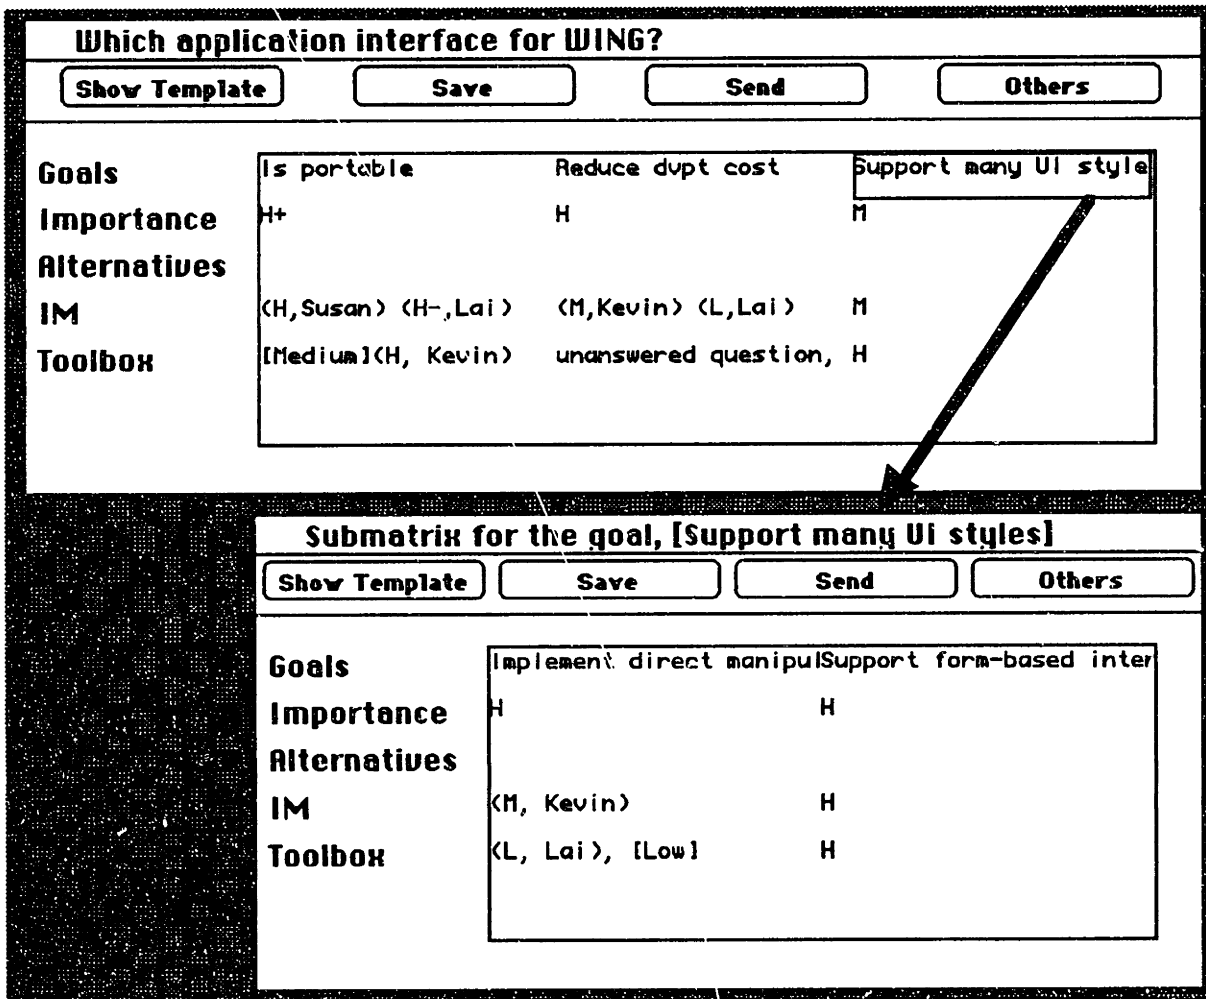 Which application interface for WING?
Show Template Save Send Others
Goals Is portable Reduce dvpt cost Support many UI style
Importance H+ H M
Alternatives
IM (H,Susan) (H-,Lai) (M,Kevin) (L,Lai) M
Toolbox [Medium](H, Kevin) unanswered question, H
Submatrix for the goal, [Support many Ui styles]
Show Template Save Send Others
Goals Implement direct manipulSupport form-based inter
Importance H H
Alternatives
IM (M, Kevin) H
Toolbox (L, Lai), [Low] H